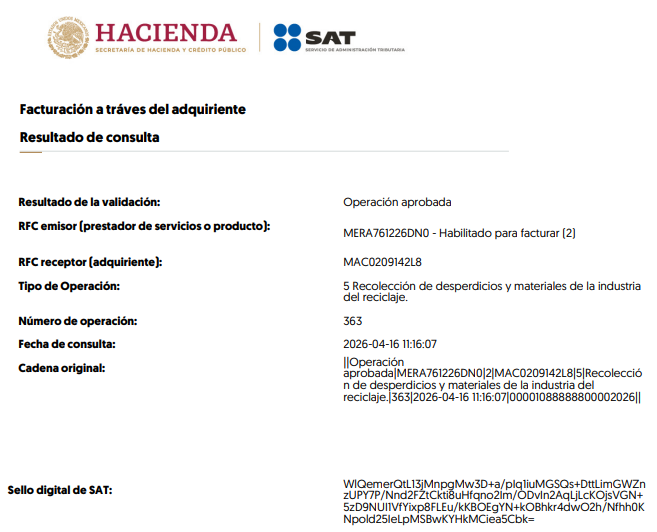 HACIENDA
SECRETARÍA DE HACIENDA Y CRÉDITO PÚBLICO
SAT
SERVICIO DE ADMINISTRACIÓN TRIBUTARIA
Facturación a tráves del adquiriente
Resultado de consulta
Resultado de la validación: Operación aprobada
RFC emisor (prestador de servicios o producto): MERA761226DN0 - Habilitado para facturar (2)
RFC receptor (adquiriente): MAC0209142L8
Tipo de Operación: 5 Recolección de desperdicios y materiales de la industria
del reciclaje.
Número de operación: 363
Fecha de consulta: 2026-04-16 11:16:07
Cadena original: ||Operación
aprobada|MERA761226DN0|2|MAC0209142L8|5|Recolecció
n de desperdicios y materiales de la industria del
reciclaje.|363|2026-04-16 11:16:07|00001088888800002026||
Sello digital de SAT: WlQemerQtL13jMnpgMw3D+a/plq1iuMGSQs+DttLimGWZn
zUPY7P/Nnd2FZtCkti8uHfqno2Im/ODvln2AqLjLcKOjsVGN+
5zD9NUI1VfYixp8FLEu/kKBOEgYN+kOBhkr4dwO2h/Nfhh0K
Npold25IeLpMSBwKYHkMCiea5Cbk=